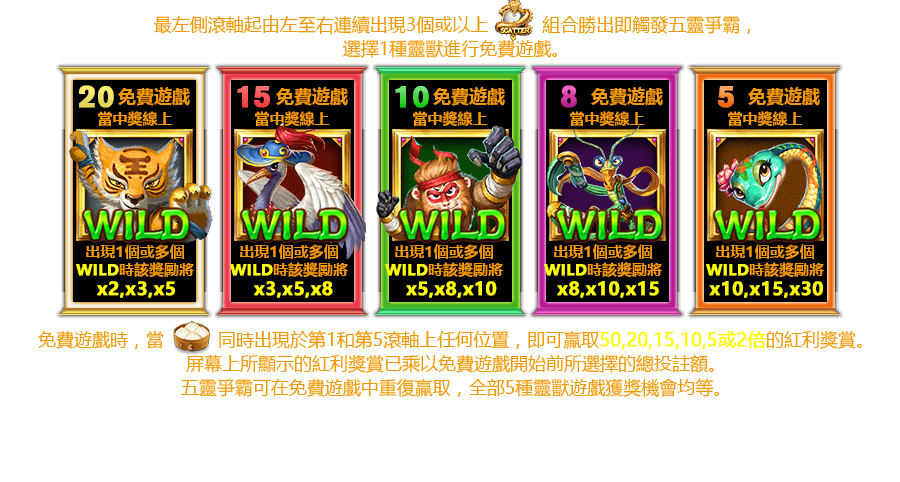 最左側滾軸起由左至右連續出現3個或以上 SCATTER 組合勝出即觸發五靈爭霸，
選擇1種靈獸進行免費遊戲。
20 免費遊戲
當中獎線上
WILD
出現1個或多個
WILD時該獎勵將
x2,x3,x5
15 免費遊戲
當中獎線上
WILD
出現1個或多個
WILD時該獎勵將
x3,x5,x8
10 免費遊戲
當中獎線上
WILD
出現1個或多個
WILD時該獎勵將
x5,x8,x10
8 免費遊戲
當中獎線上
WILD
出現1個或多個
WILD時該獎勵將
x8,x10,x15
5 免費遊戲
當中獎線上
WILD
出現1個或多個
WILD時該獎勵將
x10,x15,x30
免費遊戲時，當 同時出現於第1和第5滾軸上任何位置，即可贏取50,20,15,10,5或2倍的紅利獎賞。
屏幕上所顯示的紅利獎賞已乘以免費遊戲開始前所選擇的總投註額。
五靈爭霸可在免費遊戲中重復贏取，全部5種靈獸遊戲獲獎機會均等。